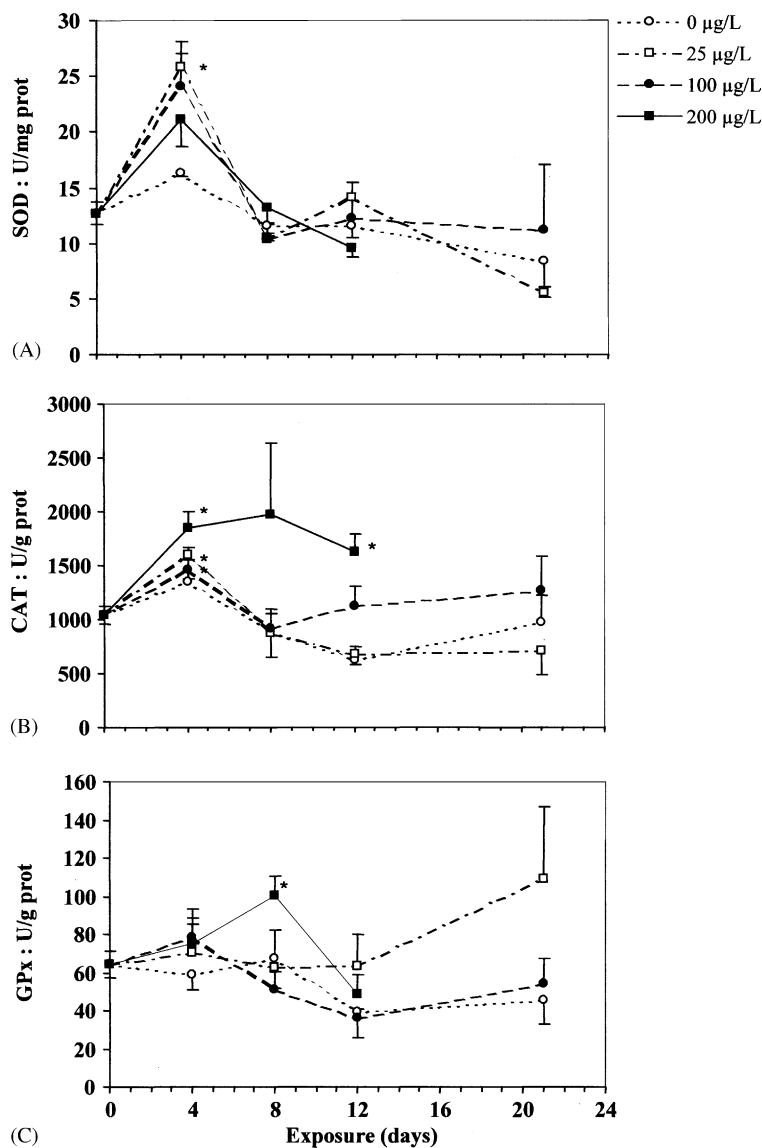 0 µg/L
25 µg/L
100 µg/L
200 µg/L
30
25
20
15
10
5
0
SOD : U/mg prot
*
(A)
3000
2500
2000
1500
1000
500
0
CAT : U/g prot
*
*
*
*
(B)
160
140
120
100
80
60
40
20
0
GPx : U/g prot
*
0 4 8 12 16 20 24
Exposure (days)
(C)